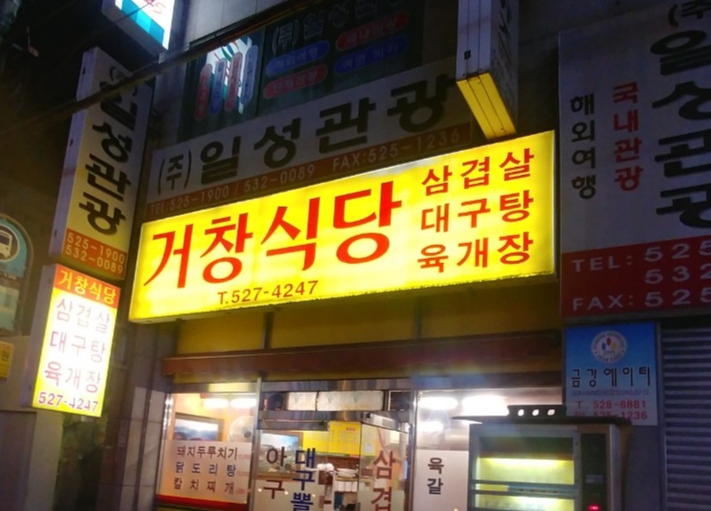 (주)일성관광
525-1900
532-0089
(주)일성관광
TEL:525-1900 / 532-0089 FAX:525-1236
거창식당
T.527-4247
삼겹살
대구탕
육개장
거창식당
삼겹살
대구탕
육개장
527-4247
국내관광
해외여행
일성관광
TEL: 525
532
FAX: 525
금강에이티
T. 528-6881
525-1236
돼지두루치기
닭도리탕
칼치찌개
아구
대구뽈
삼겹
육
갈